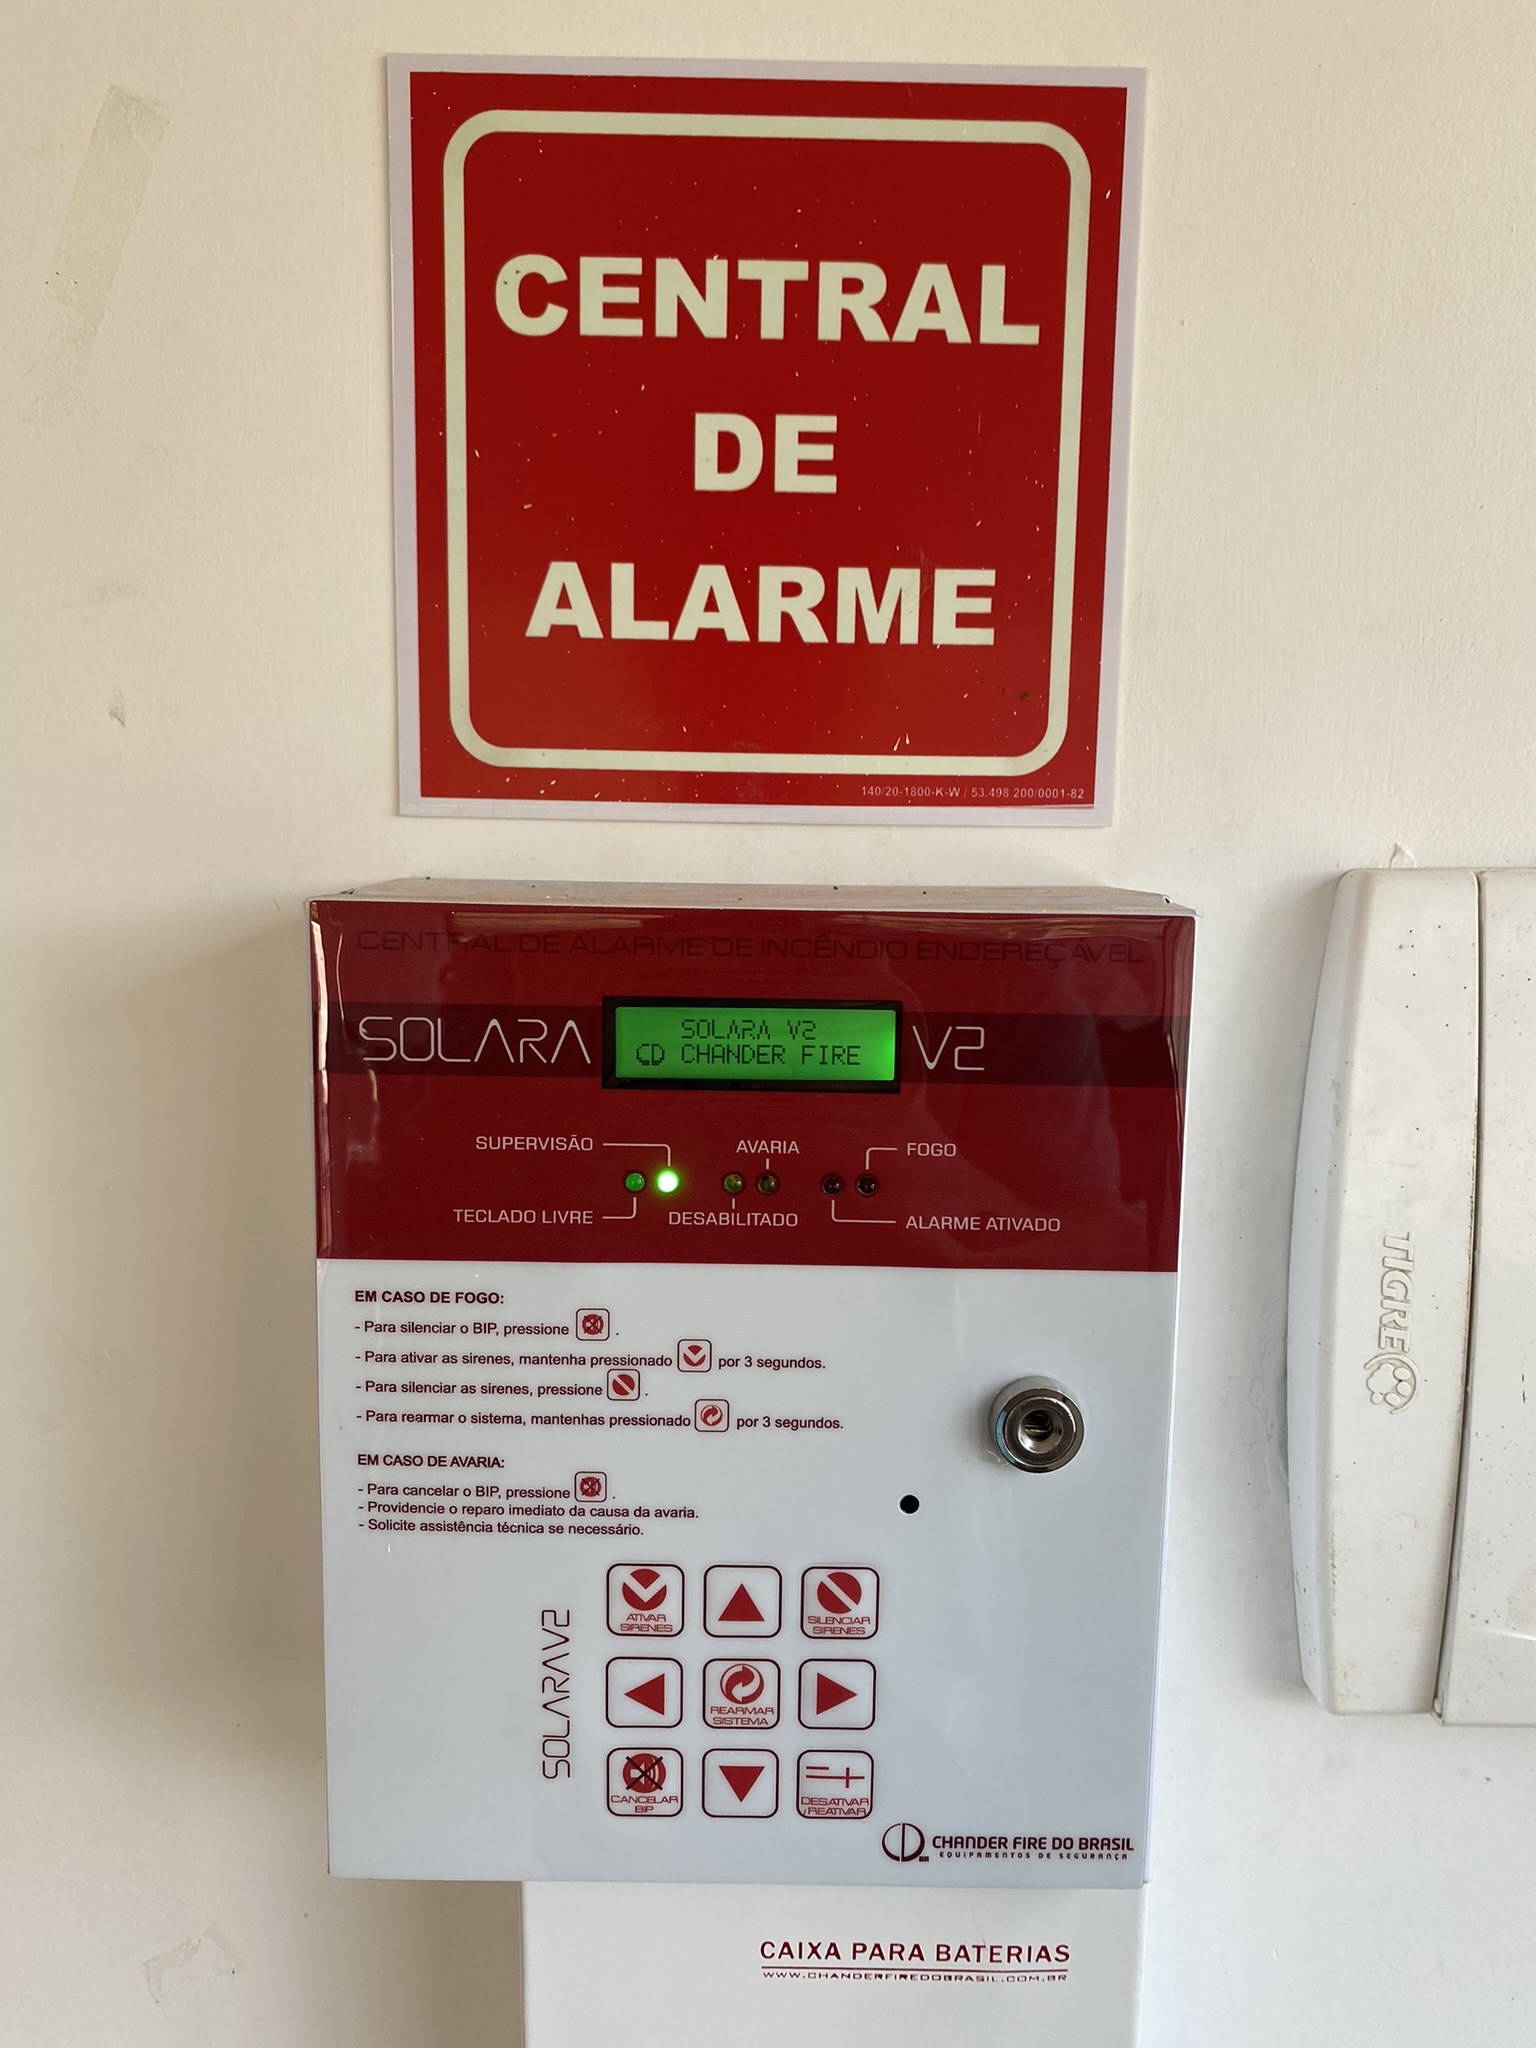 CENTRAL
DE
ALARME
140/20-1800-K-W / 53.498.200/0001-82
CENTRAL DE ALARME DE INCÊNDIO ENDEREÇÁVEL
SOLARA
SOLARA V2
CD CHANDER FIRE
V2
SUPERVISÃO
AVARIA
FOGO
TECLADO LIVRE
DESABILITADO
ALARME ATIVADO
EM CASO DE FOGO:
- Para silenciar o BIP, pressione .
- Para ativar as sirenes, mantenha pressionado por 3 segundos.
- Para silenciar as sirenes, pressione .
- Para rearmar o sistema, mantenhas pressionado por 3 segundos.
EM CASO DE AVARIA:
- Para cancelar o BIP, pressione .
- Providencie o reparo imediato da causa da avaria.
- Solicite assistência técnica se necessário.
SOLARA V2
ATIVAR
SIRENES
SILENCIAR
SIRENES
REARMAR
SISTEMA
CANCELAR
BIP
DESATIVAR
/REATIVAR
CHANDER FIRE DO BRASIL
EQUIPAMENTOS DE SEGURANÇA
CAIXA PARA BATERIAS
WWW.CHANDERFIREDOBRASIL.COM.BR
TIGRE